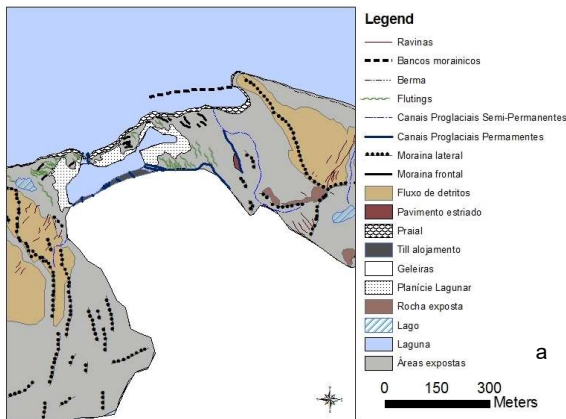 Legend
Ravinas
Bancos morainicos
Berma
Flutings
Canais Proglaciais Semi-Permanentes
Canais Proglaciais Permamentes
Moraina lateral
Moraina frontal
Fluxo de detritos
Pavimento estriado
Praial
Till alojamento
Geleiras
Planície Lagunar
Rocha exposta
Lago
Laguna
Áreas expostas
a
0 150 300
Meters